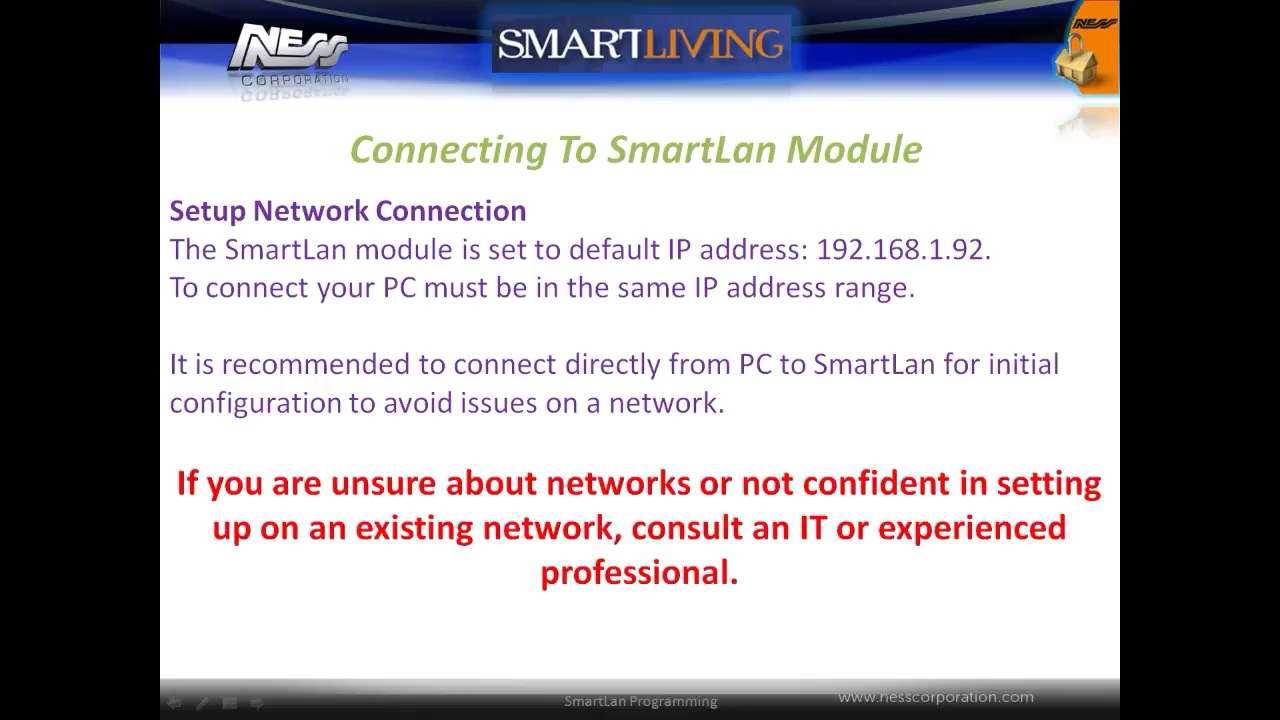 NESS
CORPORATION
SMARTLIVING
NESS
Connecting To SmartLan Module
Setup Network Connection
The SmartLan module is set to default IP address: 192.168.1.92.
To connect your PC must be in the same IP address range.
It is recommended to connect directly from PC to SmartLan for initial
configuration to avoid issues on a network.
If you are unsure about networks or not confident in setting
up on an existing network, consult an IT or experienced
professional.
SmartLan Programming
www.nesscorporation.com